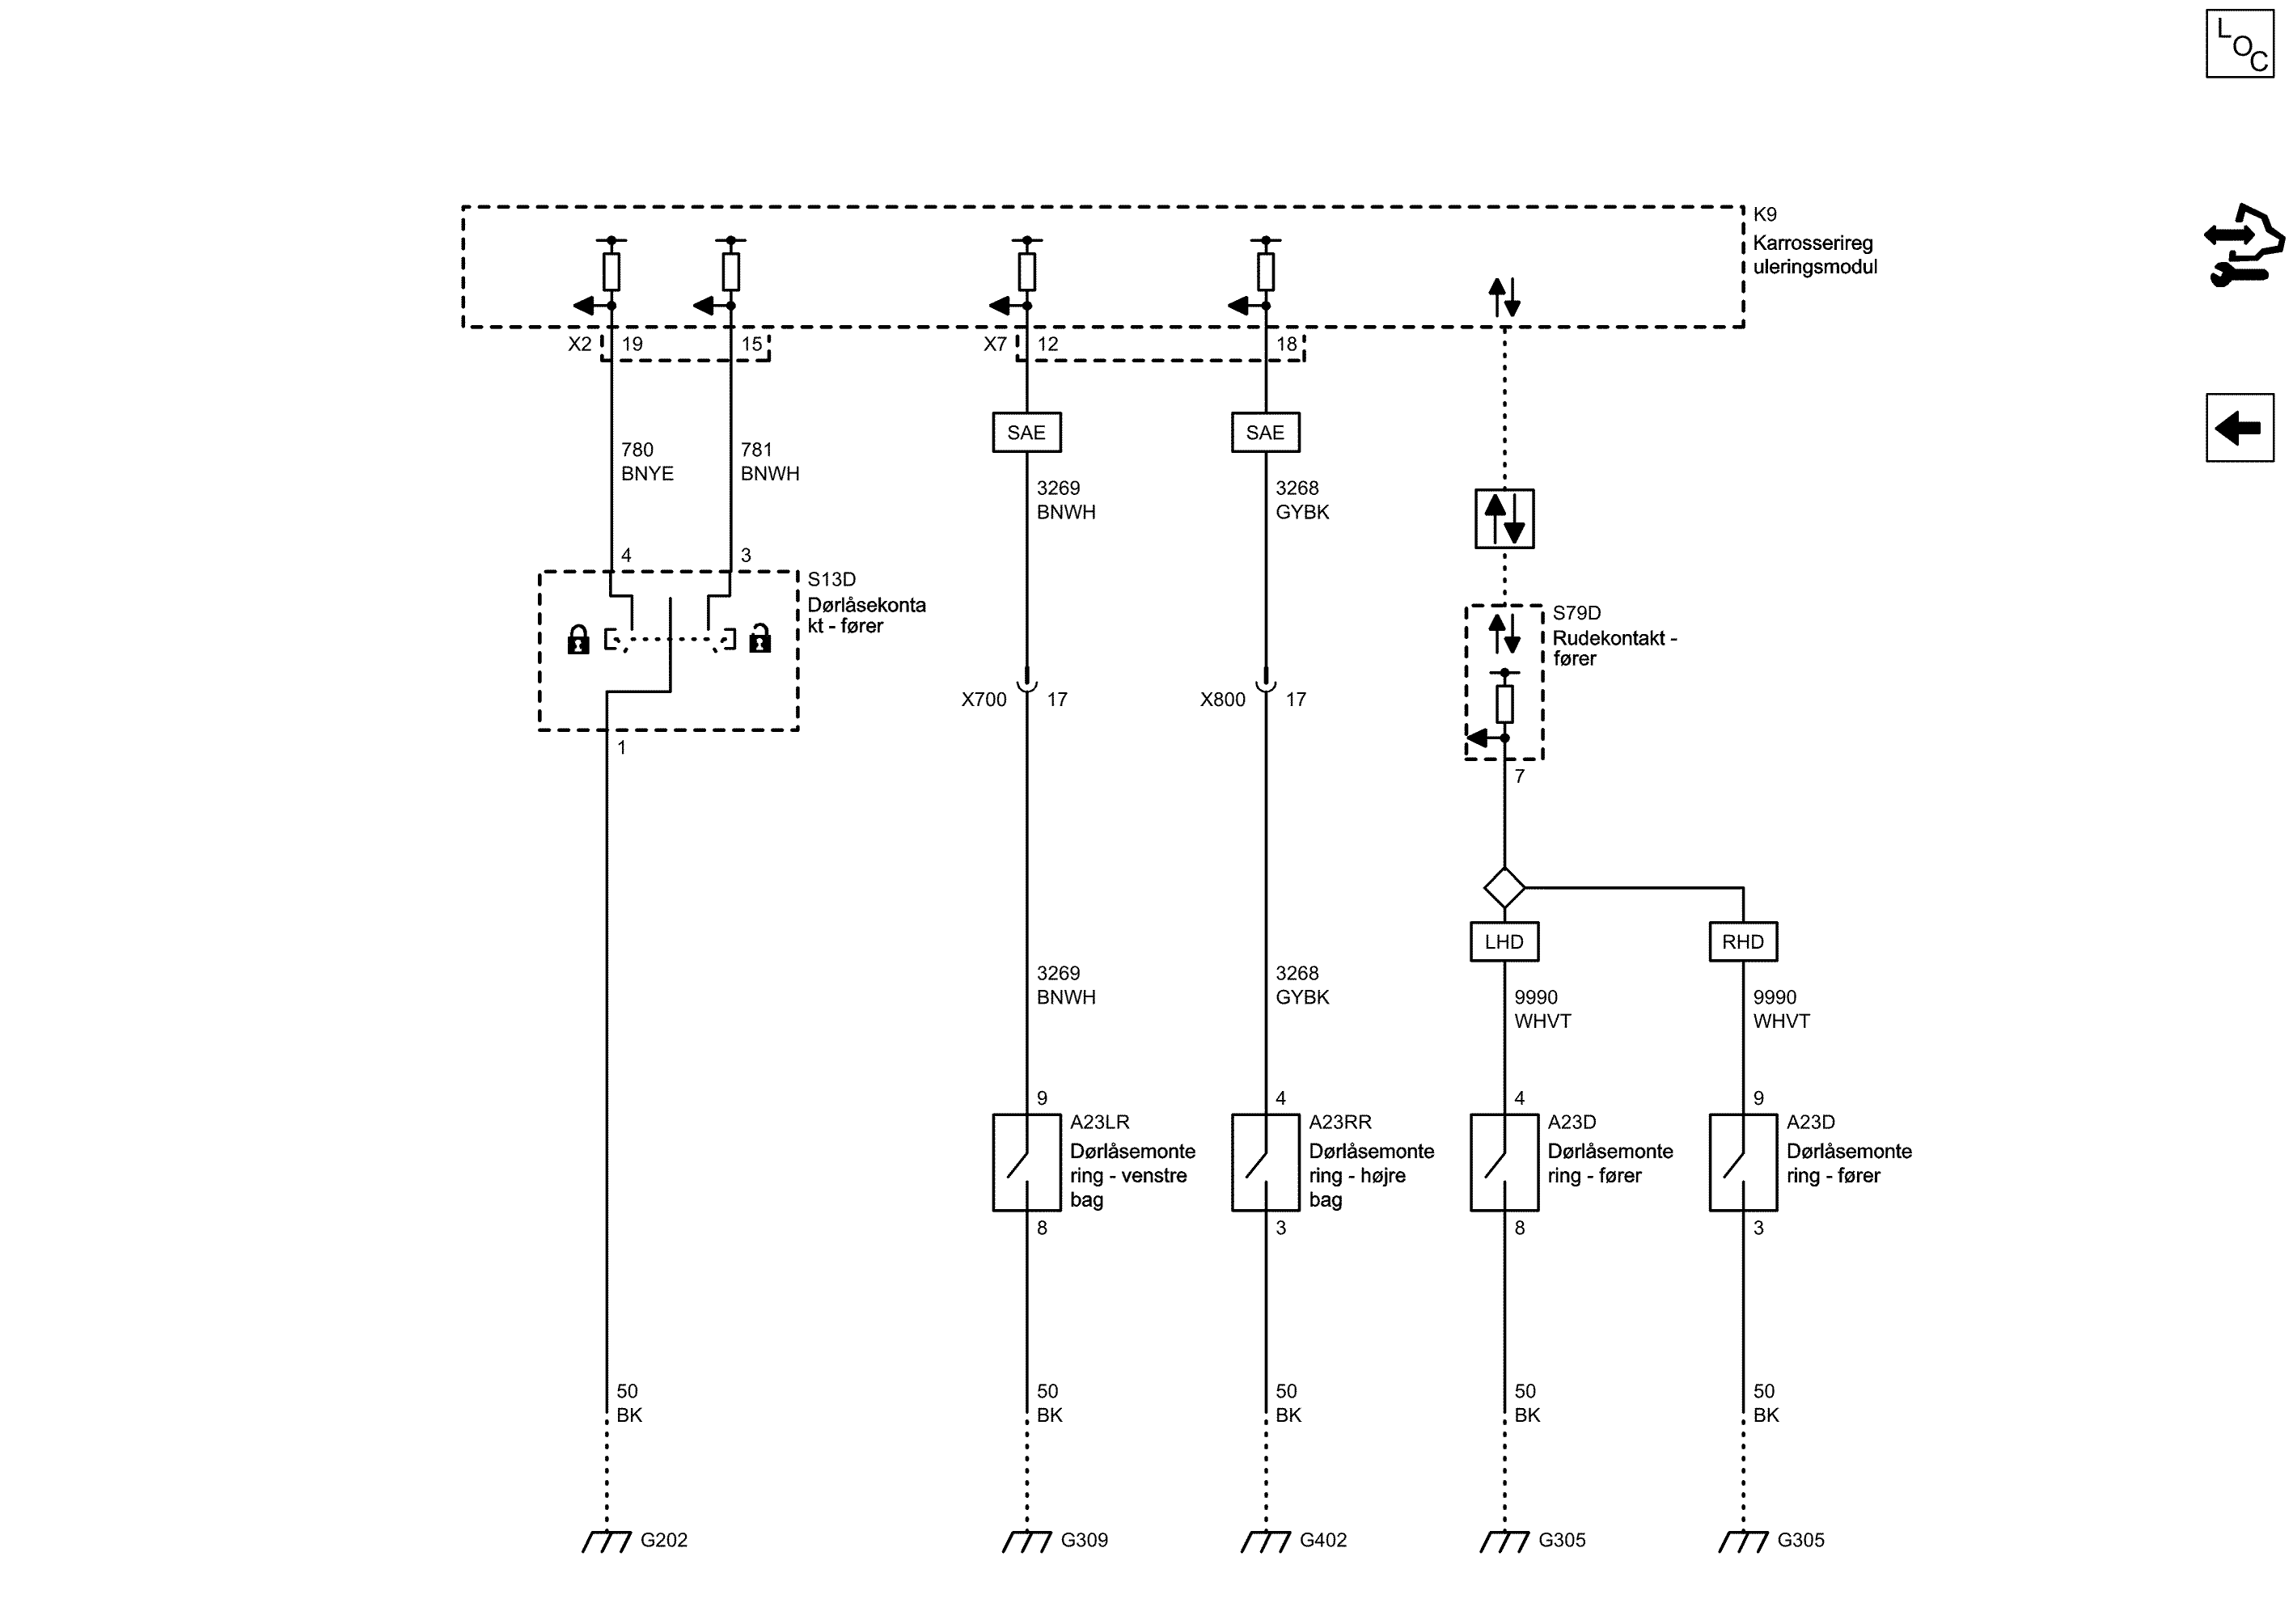 LOC
K9
Karrosserireg
uleringsmodul
X2
19
15
X7
12
18
SAE
SAE
780
BNYE
781
BNWH
3269
BNWH
3268
GYBK
4
3
S13D
Dørlåsekonta
kt - fører
S79D
Rudekontakt -
fører
X700
17
X800
17
1
7
LHD
RHD
3269
BNWH
3268
GYBK
9990
WHVT
9990
WHVT
9
A23LR
Dørlåsemonte
ring - venstre
bag
8
4
A23RR
Dørlåsemonte
ring - højre
bag
3
4
A23D
Dørlåsemonte
ring - fører
8
9
A23D
Dørlåsemonte
ring - fører
3
50
BK
50
BK
50
BK
50
BK
50
BK
G202
G309
G402
G305
G305